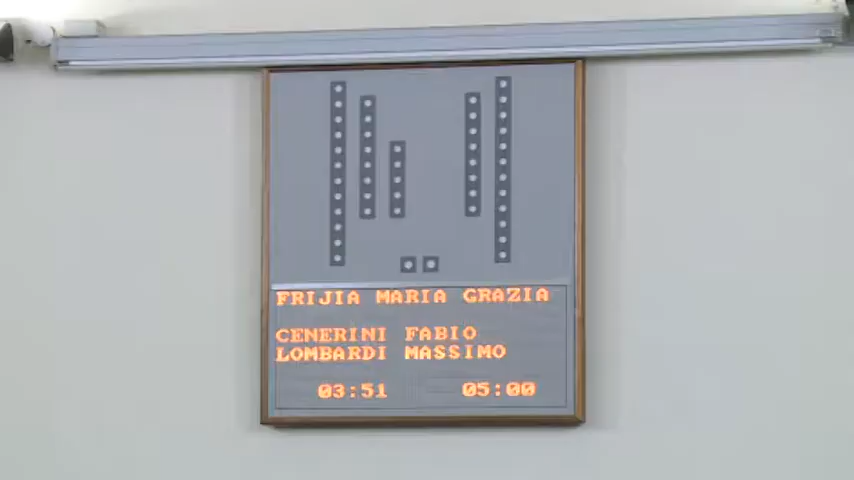 FRIJIA MARIA GRAZIA
CENERINI FABIO
LOMBARDI MASSIMO
03:51 05:00